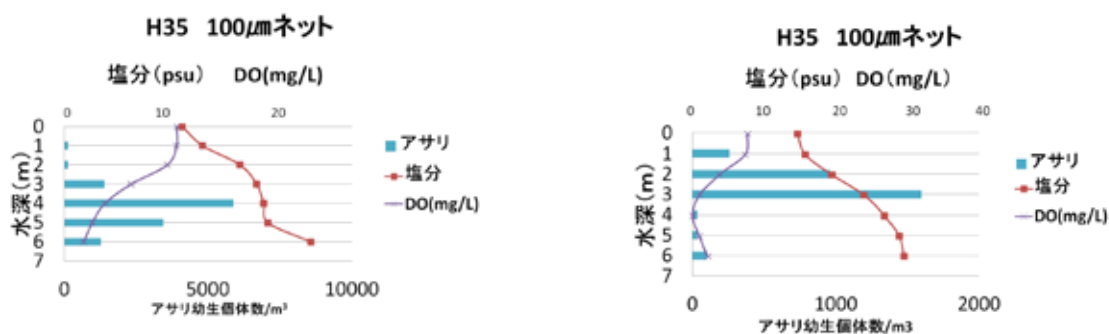 H35 100㎛ネット
塩分(psu) DO(mg/L)
0 10 20
0
1
2
3
4
5
6
7
水深(m)
アサリ
塩分
DO(mg/L)
0 5000 10000
アサリ幼生個体数/m³
H35 100㎛ネット
塩分(psu) DO(mg/L)
0 10 20 30 40
0
1
2
3
4
5
6
7
水深(m)
アサリ
塩分
DO(mg/L)
0 1000 2000
アサリ幼生個体数/m3